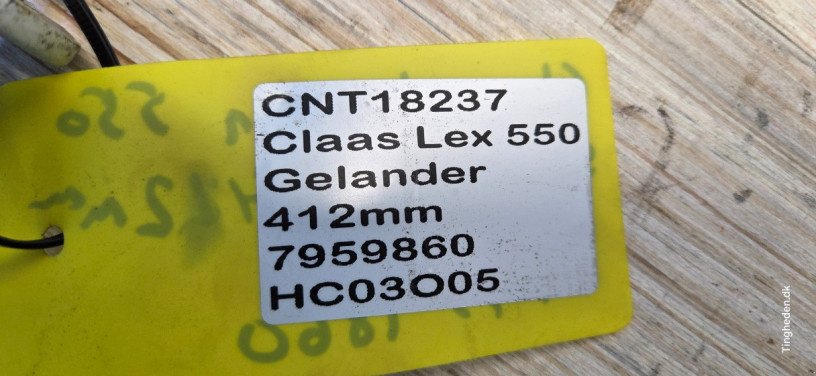 CNT18237
Claas Lex 550
Gelander
412mm
7959860
HC03O05
Tingheden.dk